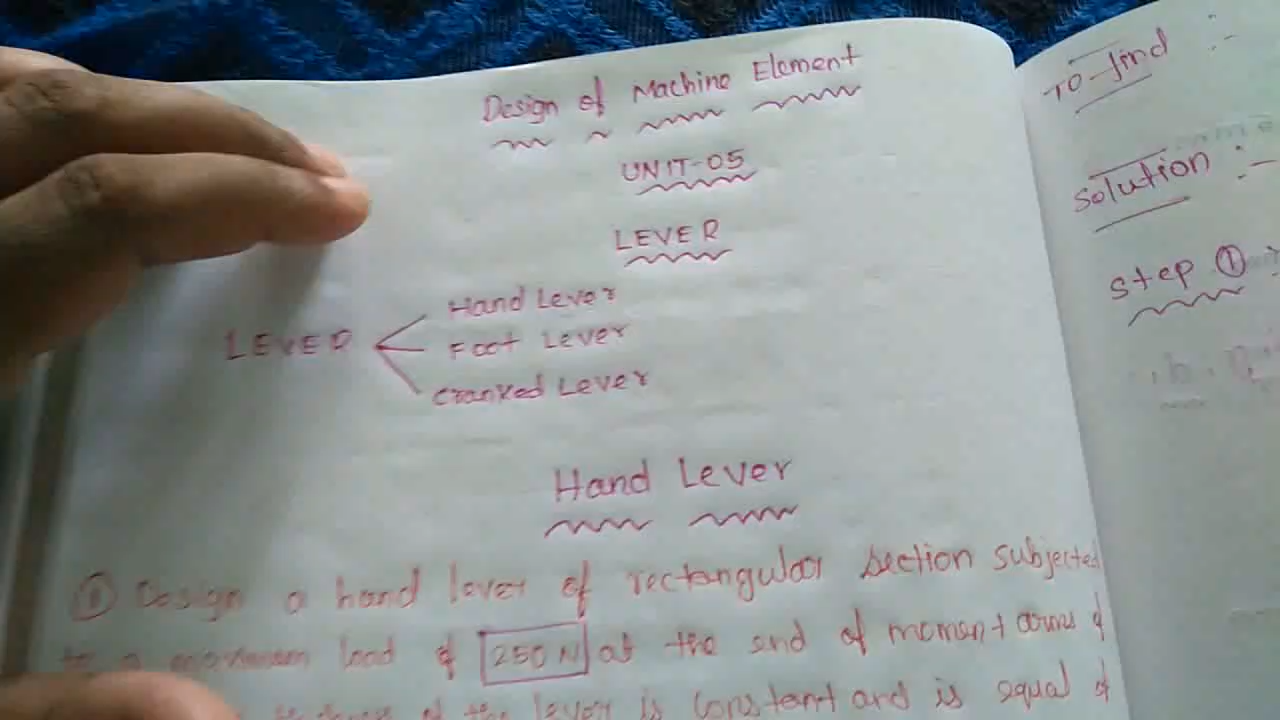 Design of Machine Element
UNIT-05
LEVER
LEVER
Hand Lever
Foot Lever
Cranked Lever
Hand Lever
① Design a hand lever of rectangular section subjected
to a maximum load of 250 N at the end of moment arms of
of the lever is constant and is equal of
To-find :-
Solution :-
Step ① :